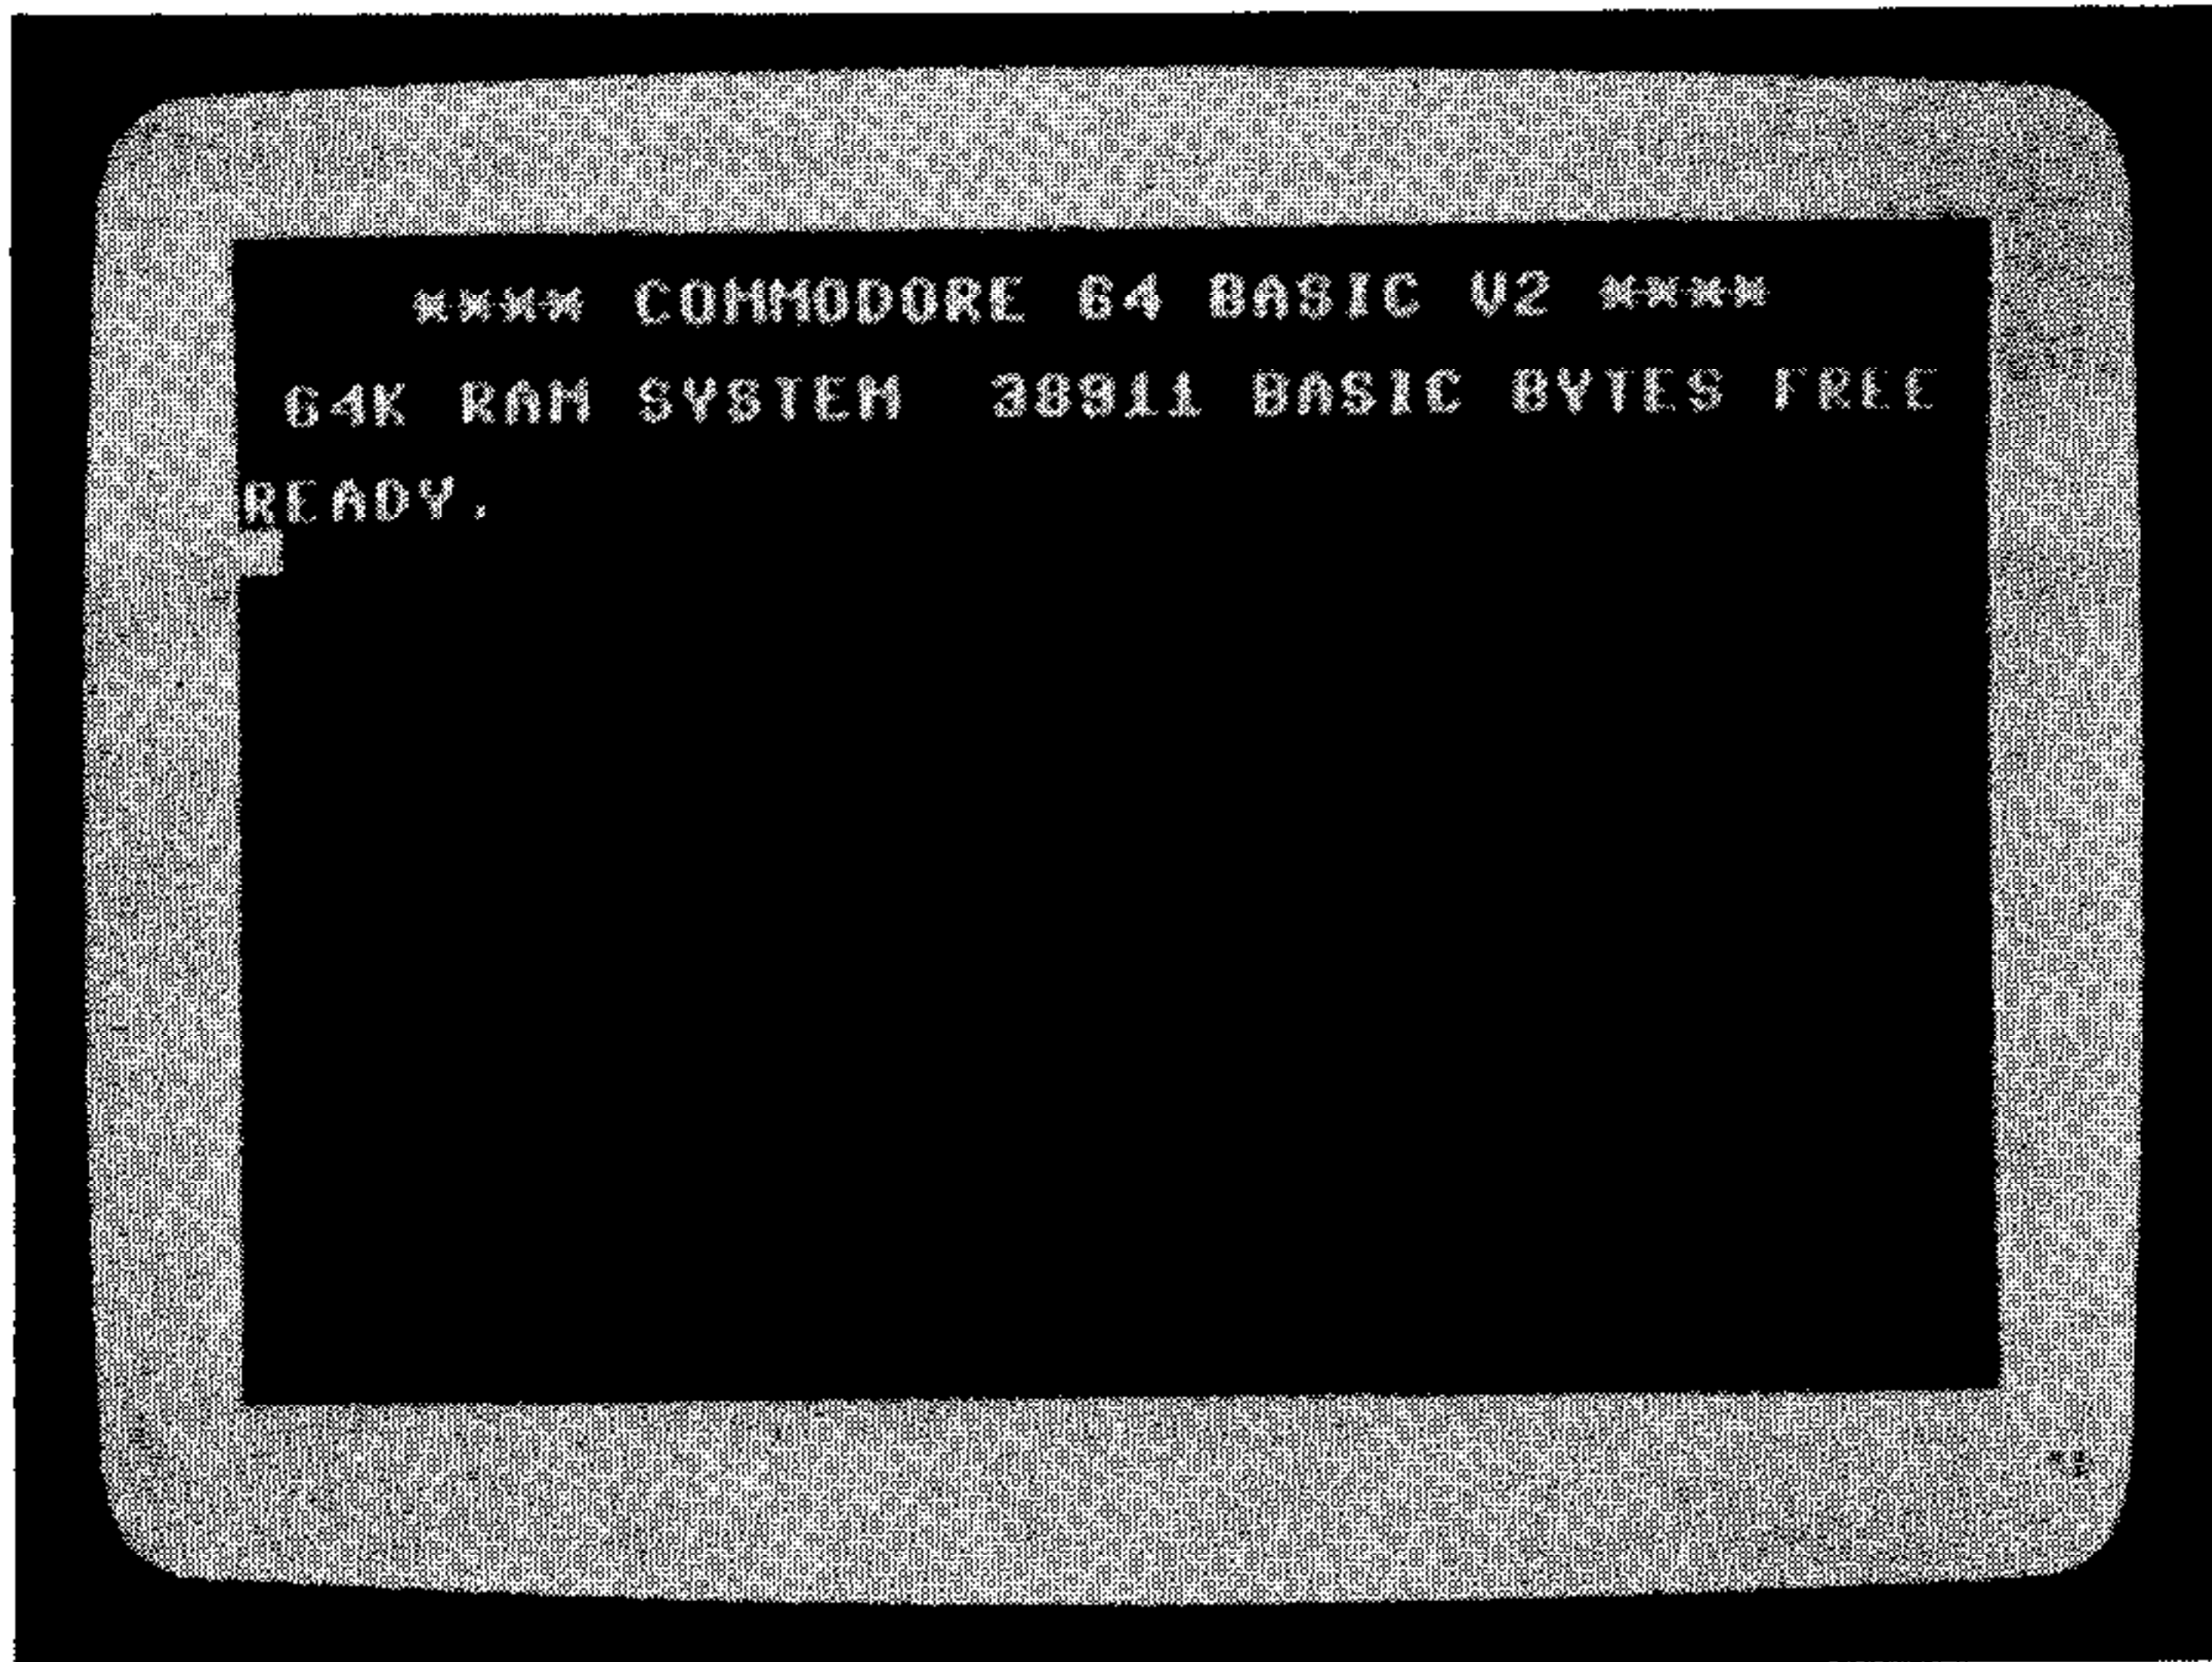 **** COMMODORE 64 BASIC V2 ****
64K RAM SYSTEM  38911 BASIC BYTES FREE
READY.